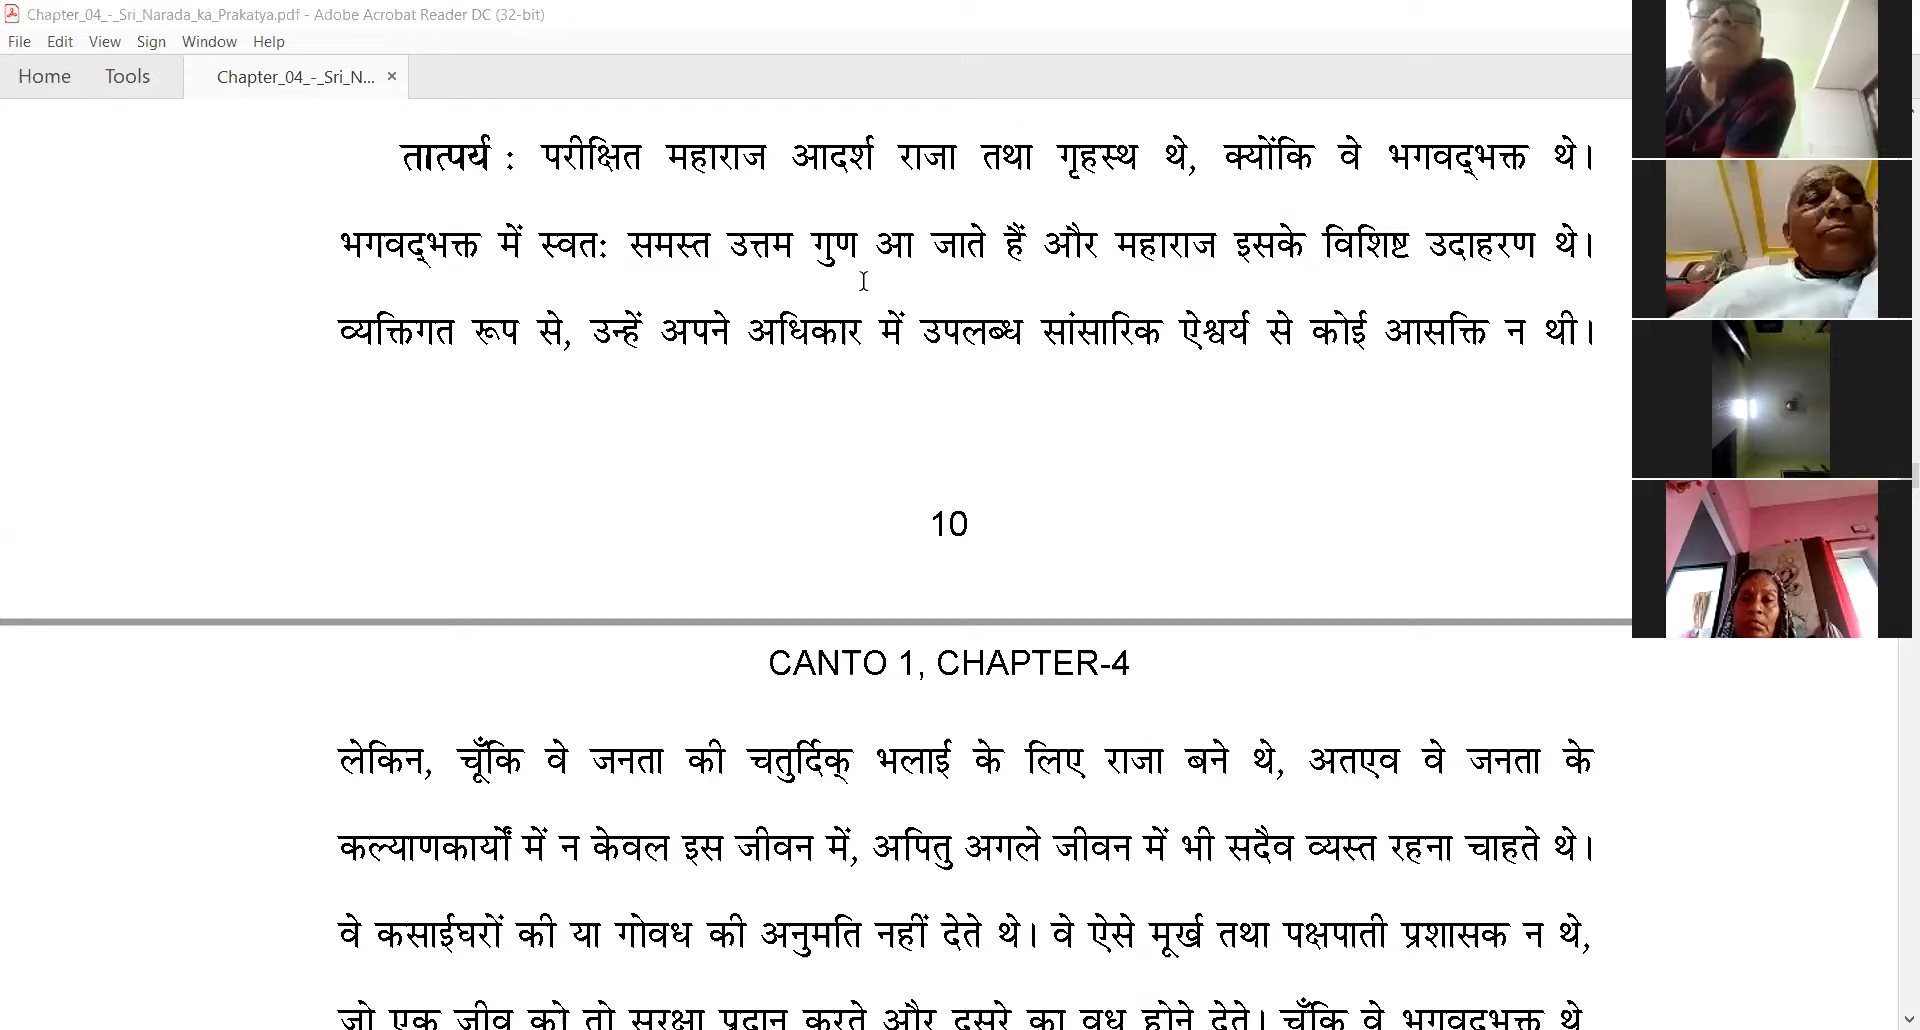 Chapter_04_-_Sri_Narada_ka_Prakatya.pdf - Adobe Acrobat Reader DC (32-bit)
File Edit View Sign Window Help
Home Tools Chapter_04_-_Sri_N... ×
तात्पर्य : परीक्षित महाराज आदर्श राजा तथा गृहस्थ थे, क्योंकि वे भगवद्‌भक्त थे।
भगवद्‌भक्त में स्वतः समस्त उत्तम गुण आ जाते हैं और महाराज इसके विशिष्ट उदाहरण थे।
व्यक्तिगत रूप से, उन्हें अपने अधिकार में उपलब्ध सांसारिक ऐश्वर्य से कोई आसक्ति न थी।
10
CANTO 1, CHAPTER-4
लेकिन, चूँकि वे जनता की चतुर्दिक् भलाई के लिए राजा बने थे, अतएव वे जनता के
कल्याणकार्यों में न केवल इस जीवन में, अपितु अगले जीवन में भी सदैव व्यस्त रहना चाहते थे।
वे कसाईघरों की या गोवध की अनुमति नहीं देते थे। वे ऐसे मूर्ख तथा पक्षपाती प्रशासक न थे,
जो एक जीव को तो सुरक्षा प्रदान करते और दूसरे का वध होने देते। चूँकि वे भगवद्‌भक्त थे